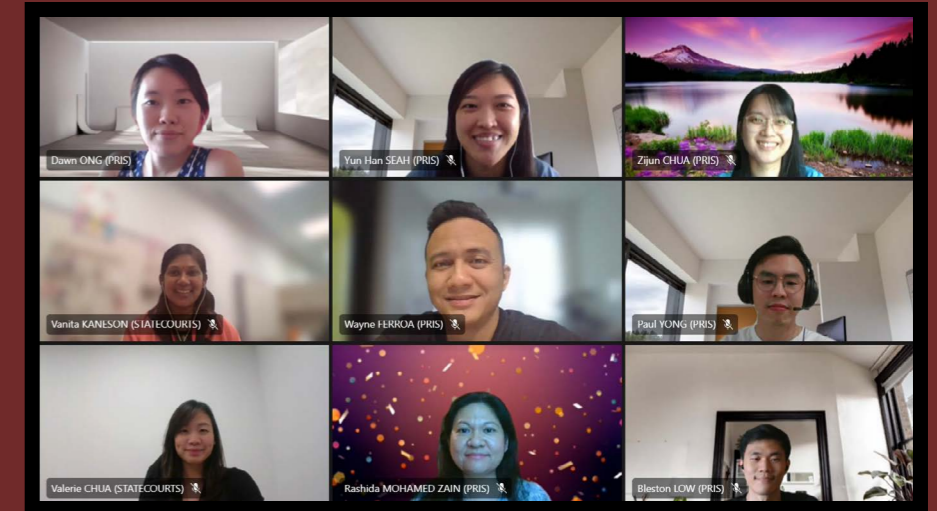 Dawn ONG (PRIS)
Yun Han SEAH (PRIS)
Zijun CHUA (PRIS)
Vanita KANESON (STATECOURTS)
Wayne FERROA (PRIS)
Paul YONG (PRIS)
Valerie CHUA (STATECOURTS)
Rashida MOHAMED ZAIN (PRIS)
Bleston LOW (PRIS)